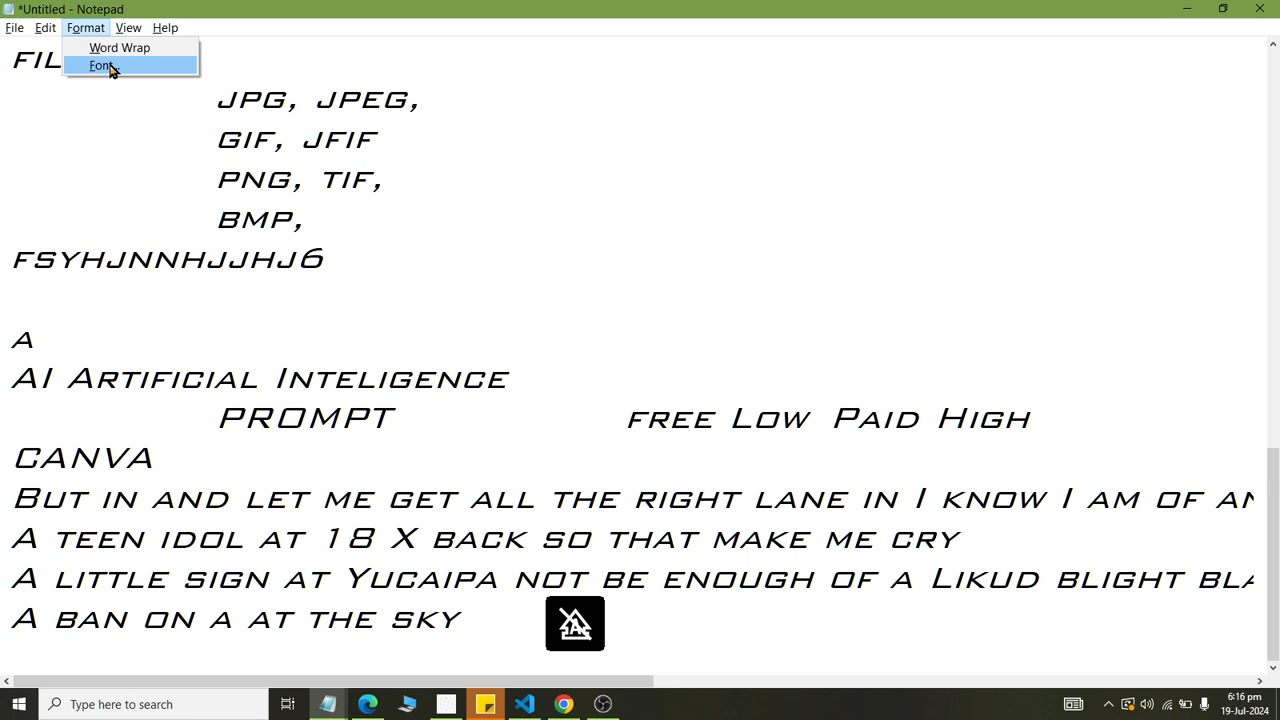 *Untitled - Notepad
File Edit Format View Help
Word Wrap
Font...
FIL
JPG, JPEG,
GIF, JFIF
PNG, TIF,
BMP,
FSYHJNNHJJHJ6
A
AI Artificial Inteligence
PROMPT free Low Paid High
CANVA
But in and let me get all the right lane in I know I am of an
A teen idol at 18 X back so that make me cry
A little sign at Yucaipa not be enough of a Likud blight bla
A ban on a at the sky
Type here to search
6:16 pm
19-Jul-2024